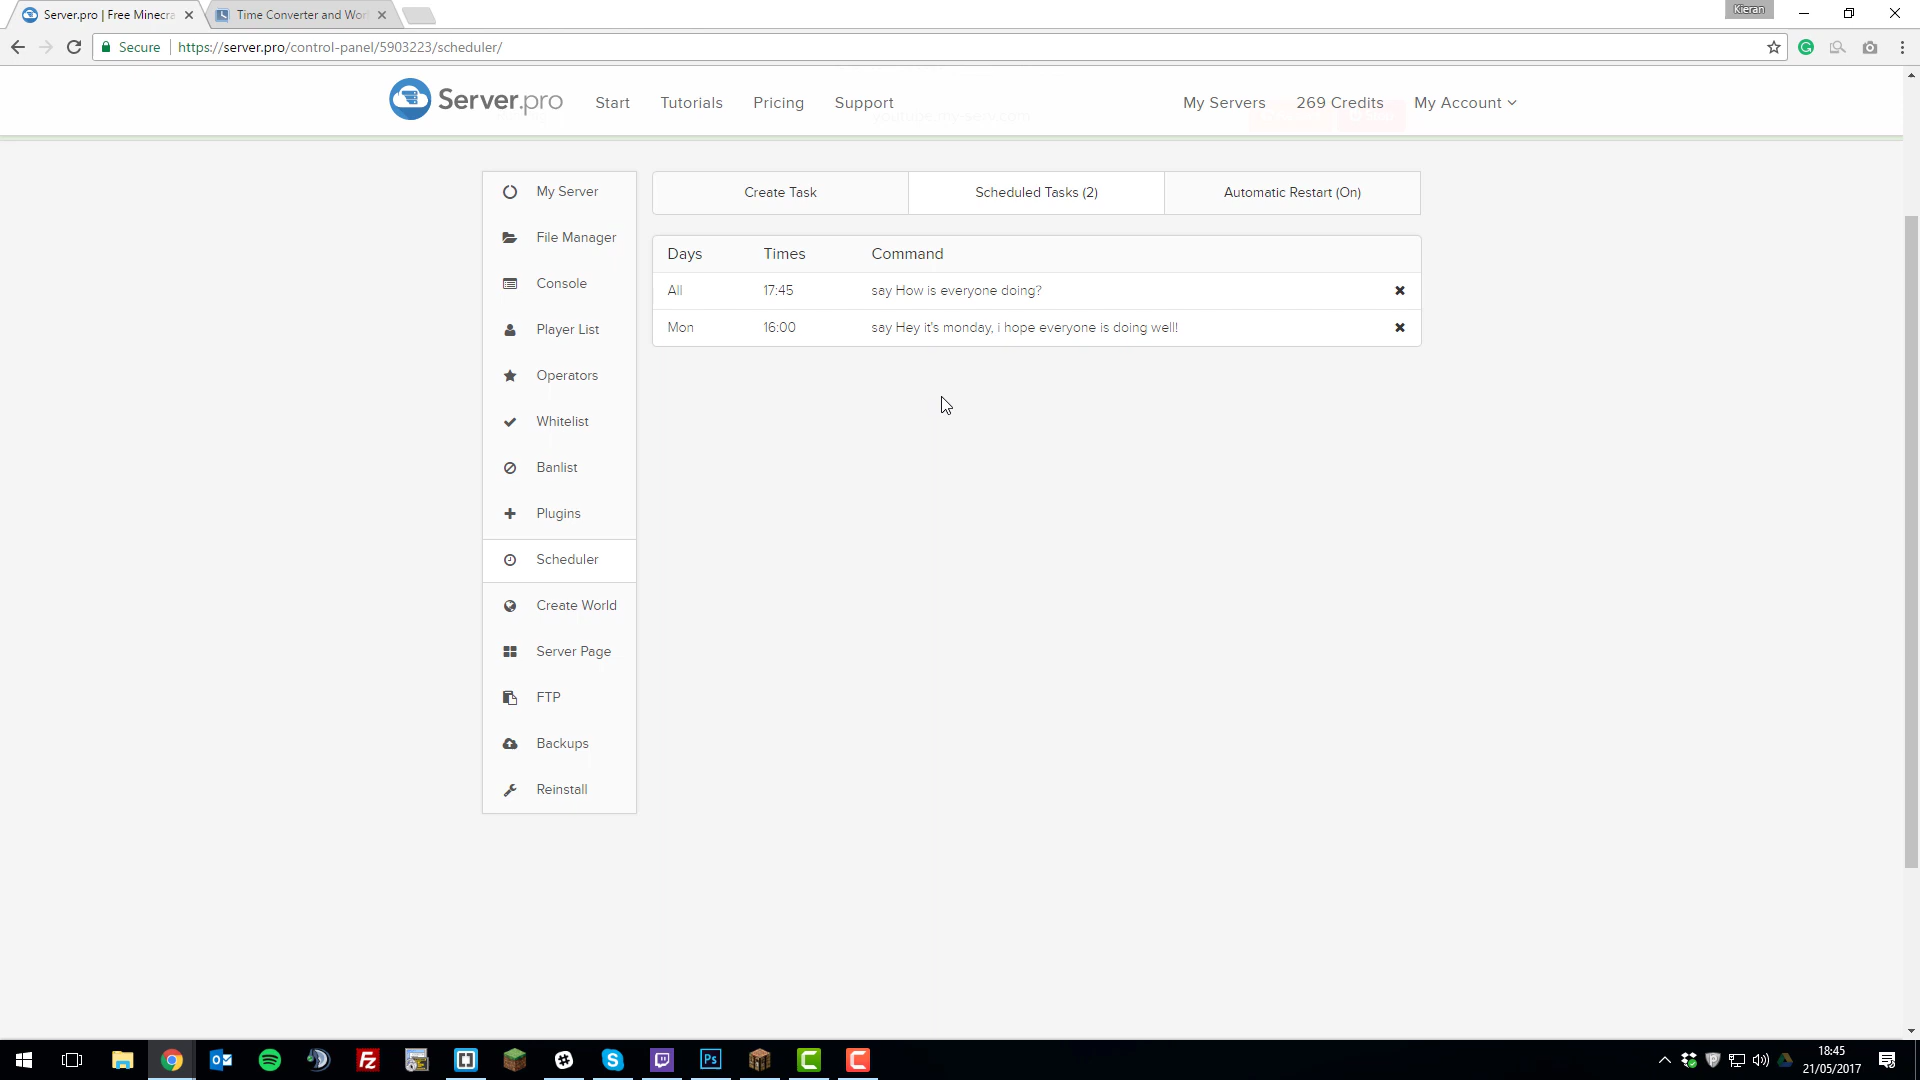 Server.pro | Free Minecra
Time Converter and Wor
Kieran
Secure
https://server.pro/control-panel/5903223/scheduler/
Server.pro
Start
Tutorials
Pricing
Support
My Servers
269 Credits
My Account
My Server
File Manager
Console
Player List
Operators
Whitelist
Banlist
Plugins
Scheduler
Create World
Server Page
FTP
Backups
Reinstall
Create Task
Scheduled Tasks (2)
Automatic Restart (On)
Days Times Command
All 17:45 say How is everyone doing?
Mon 16:00 say Hey it's monday, i hope everyone is doing well!
18:45
21/05/2017